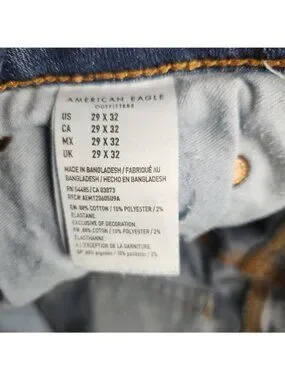 AMERICAN EAGLE
OUTFITTERS
US 29 X 32
CA 29 X 32
MX 29 X 32
UK 29 X 32
MADE IN BANGLADESH / FABRIQUÉ AU
BANGLADESH / HECHO EN BANGLADESH
RN 54485 / CA 03073
EN: 88% COTTON / 10% POLYESTER / 2%
ELASTANE.
EXCLUSIVE OF DECORATION.
FR: 88% COTON / 10% POLYESTER / 2%
ÉLASTHANNE.
À L'EXCEPTION DE LA GARNITURE.